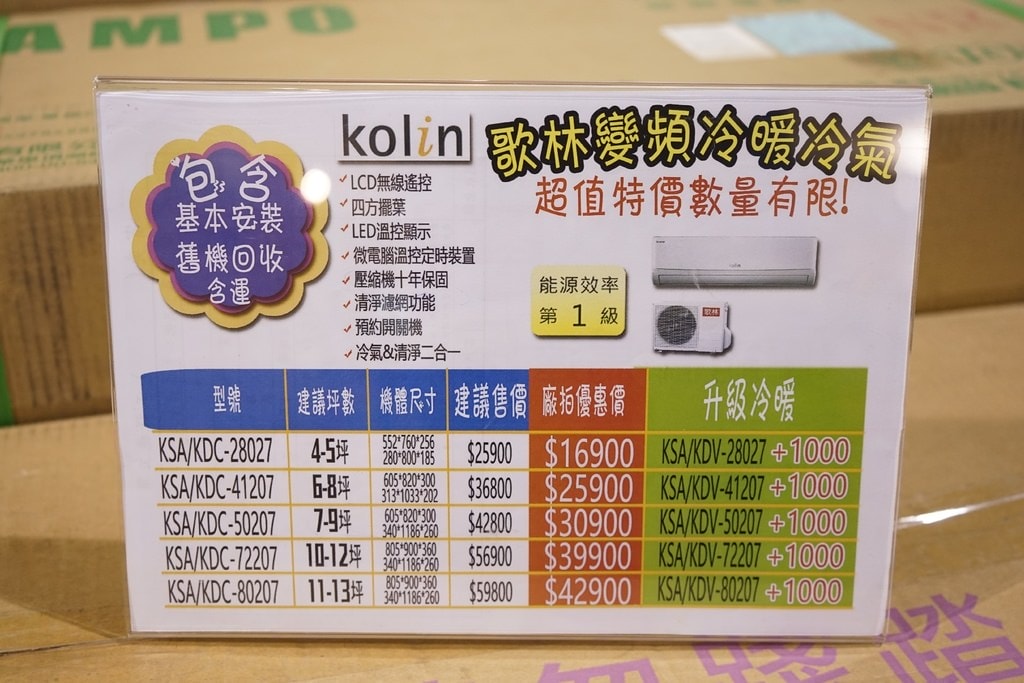 AMPO
包含
基本安裝
舊機回收
含運
kolin
歌林變頻冷暖冷氣
超值特價數量有限!
LCD無線遙控
四方擺葉
LED溫控顯示
微電腦溫控定時裝置
壓縮機十年保固
清淨濾網功能
預約開關機
冷氣&清淨二合一
能源效率
第 1 級
kolin
歌林
型號 建議坪數 機體尺寸 建議售價 廠拍優惠價 升級冷暖
KSA/KDC-28027 4-5坪 552*760*256 280*800*185 $25900 $16900 KSA/KDV-28027 +1000
KSA/KDC-41207 6-8坪 605*820*300 313*1033*202 $36800 $25900 KSA/KDV-41207 +1000
KSA/KDC-50207 7-9坪 605*820*300 340*1186*260 $42800 $30900 KSA/KDV-50207 +1000
KSA/KDC-72207 10-12坪 805*900*360 340*1186*260 $56900 $39900 KSA/KDV-72207 +1000
KSA/KDC-80207 11-13坪 805*900*360 340*1186*260 $59800 $42900 KSA/KDV-80207 +1000
踐踏